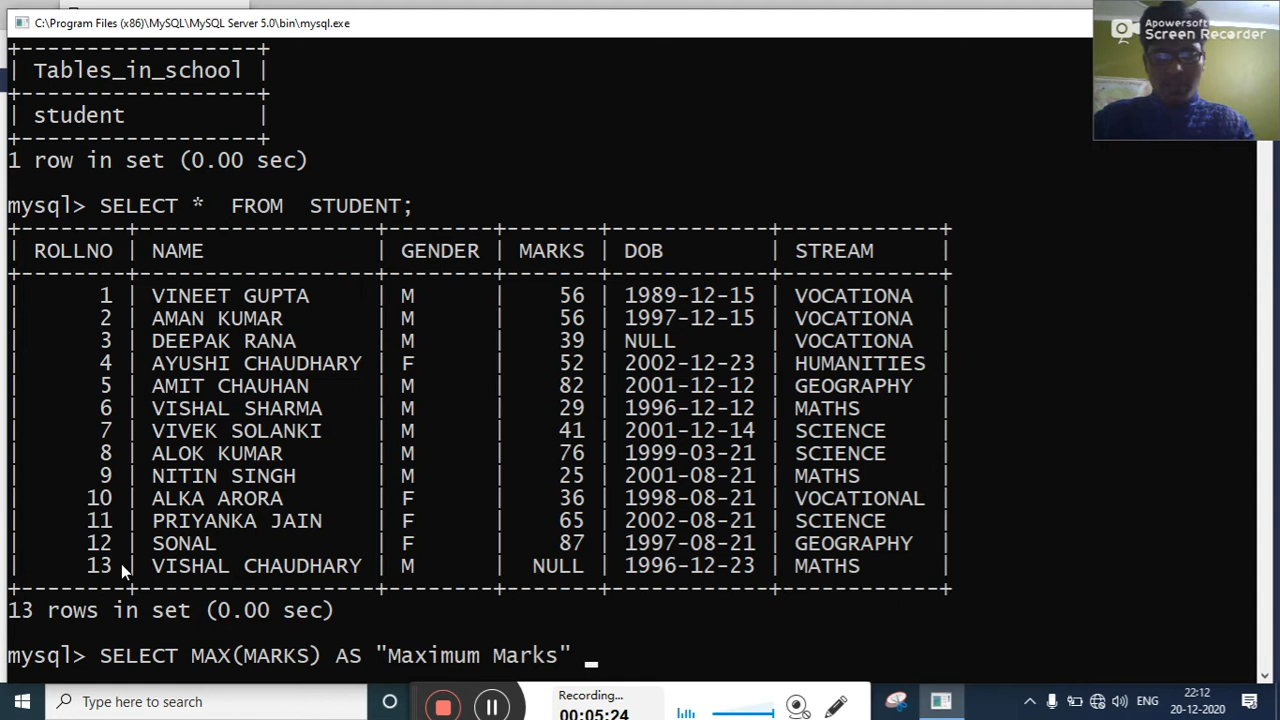 C:\Program Files (x86)\MySQL\MySQL Server 5.0\bin\mysql.exe
Apowersoft
Screen Recorder
+------------------+
| Tables_in_school |
+------------------+
| student          |
+------------------+
1 row in set (0.00 sec)
mysql> SELECT *  FROM  STUDENT;
+--------+------------------+--------+-------+------------+------------+
| ROLLNO | NAME             | GENDER | MARKS | DOB        | STREAM     |
+--------+------------------+--------+-------+------------+------------+
|      1 | VINEET GUPTA     | M      |    56 | 1989-12-15 | VOCATIONA  |
|      2 | AMAN KUMAR       | M      |    56 | 1997-12-15 | VOCATIONA  |
|      3 | DEEPAK RANA      | M      |    39 | NULL       | VOCATIONA  |
|      4 | AYUSHI CHAUDHARY | F      |    52 | 2002-12-23 | HUMANITIES |
|      5 | AMIT CHAUHAN     | M      |    82 | 2001-12-12 | GEOGRAPHY  |
|      6 | VISHAL SHARMA    | M      |    29 | 1996-12-12 | MATHS      |
|      7 | VIVEK SOLANKI    | M      |    41 | 2001-12-14 | SCIENCE    |
|      8 | ALOK KUMAR       | M      |    76 | 1999-03-21 | SCIENCE    |
|      9 | NITIN SINGH      | M      |    25 | 2001-08-21 | MATHS      |
|     10 | ALKA ARORA       | F      |    36 | 1998-08-21 | VOCATIONAL |
|     11 | PRIYANKA JAIN    | F      |    65 | 2002-08-21 | SCIENCE    |
|     12 | SONAL            | F      |    87 | 1997-08-21 | GEOGRAPHY  |
|     13 | VISHAL CHAUDHARY | M      |  NULL | 1996-12-23 | MATHS      |
+--------+------------------+--------+-------+------------+------------+
13 rows in set (0.00 sec)
mysql> SELECT MAX(MARKS) AS "Maximum Marks" _
Type here to search
Recording...
00:05:24
ENG
22:12
20-12-2020